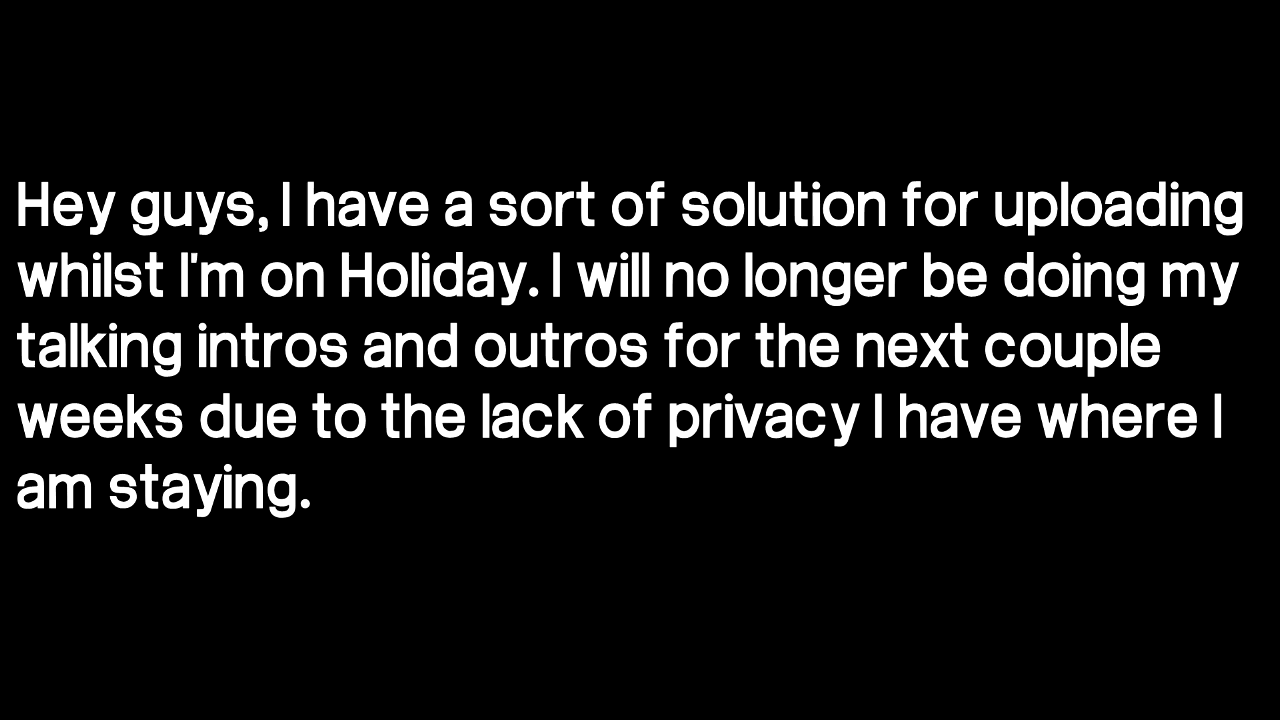 Hey guys, I have a sort of solution for uploading
whilst I'm on Holiday. I will no longer be doing my
talking intros and outros for the next couple
weeks due to the lack of privacy I have where I
am staying.